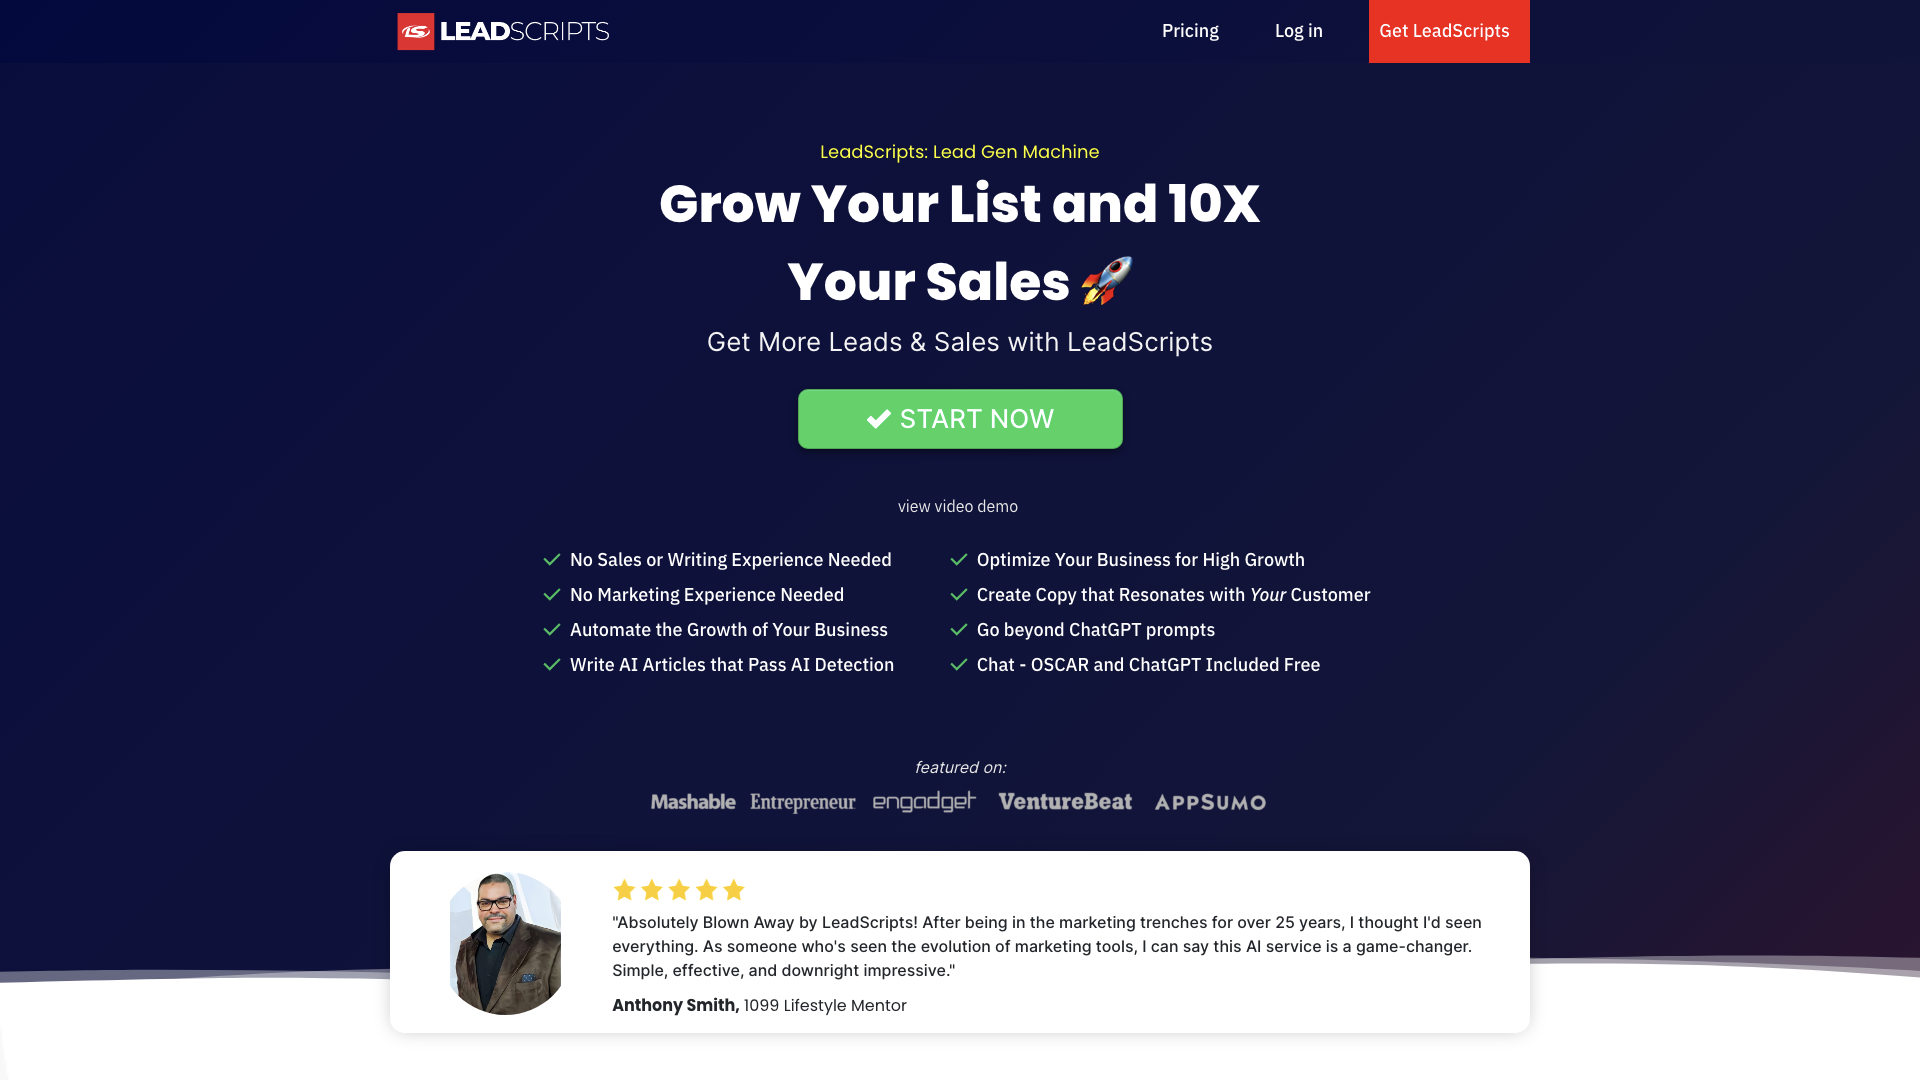 LEADSCRIPTS
Pricing
Log in
Get LeadScripts
LeadScripts: Lead Gen Machine
Grow Your List and 10X
Your Sales 🚀
Get More Leads & Sales with LeadScripts
✔ START NOW
view video demo
No Sales or Writing Experience Needed
No Marketing Experience Needed
Automate the Growth of Your Business
Write AI Articles that Pass AI Detection
Optimize Your Business for High Growth
Create Copy that Resonates with Your Customer
Go beyond ChatGPT prompts
Chat - OSCAR and ChatGPT Included Free
featured on:
Mashable Entrepreneur engadget VentureBeat APPSUMO
"Absolutely Blown Away by LeadScripts! After being in the marketing trenches for over 25 years, I thought I'd seen
everything. As someone who's seen the evolution of marketing tools, I can say this AI service is a game-changer.
Simple, effective, and downright impressive."
Anthony Smith, 1099 Lifestyle Mentor